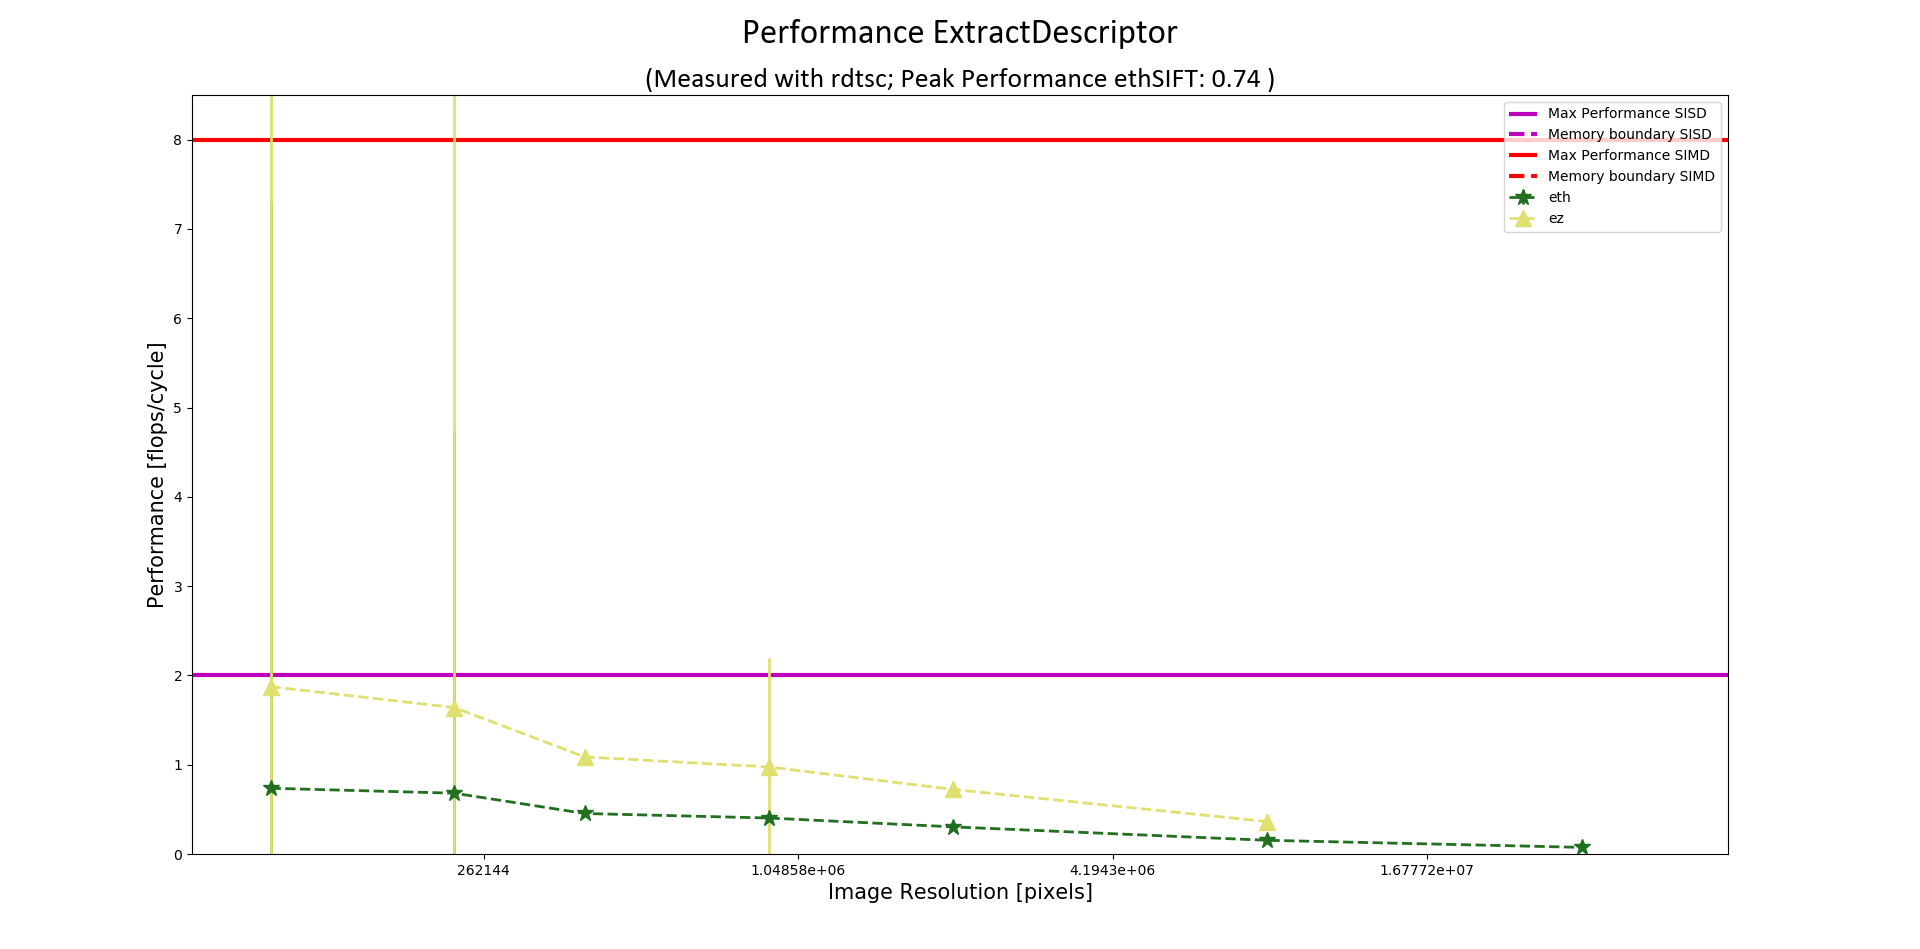 Performance ExtractDescriptor
(Measured with rdtsc; Peak Performance ethSIFT: 0.74 )
Max Performance SISD
Memory boundary SISD
Max Performance SIMD
Memory boundary SIMD
eth
ez
Performance [flops/cycle]
8
7
6
5
4
3
2
1
0
262144
1.04858e+06
4.1943e+06
1.67772e+07
Image Resolution [pixels]